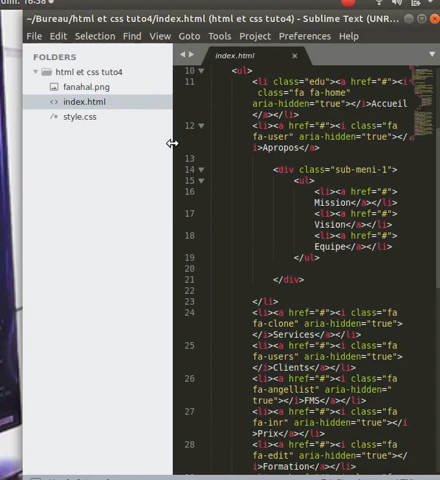 dim. 16:38
~/Bureau/html et css tuto4/index.html (html et css tuto4) - Sublime Text (UNR...
File Edit Selection Find View Goto Tools Project Preferences Help
FOLDERS
html et css tuto4
fanahal.png
<> index.html
/* style.css
index.html ×
10 <ul>
11 <li class="edu"><a href="#"><i
class="fa fa-home"
aria-hidden="true"></i>Accueil
</a></li>
12 <li><a href="#"><i class="fa
fa-user" aria-hidden="true"></
i>Apropos</a>
13
14 <div class="sub-meni-1">
15 <ul>
16 <li><a href="#">
Mission</a></li>
17 <li><a href="#">
Vision</a></li>
18 <li><a href="#">
Equipe</a></li>
19 </ul>
20
21 </div>
22
23 </li>
24 <li><a href="#"><i class="fa
fa-clone" aria-hidden="true">
</i>Services</a></li>
25 <li><a href="#"><i class="fa
fa-users" aria-hidden="true">
</i>Clients</a></li>
26 <li><a href="#"><i class="fa
fa-angellist" aria-hidden="
true"></i>FMS</a></li>
27 <li><a href="#"><i class="fa
fa-inr" aria-hidden="true"></
i>Prix</a></li>
28 <li><a href="#"><i class="fa
fa-edit" aria-hidden="true"></
i>Formation</a></li>